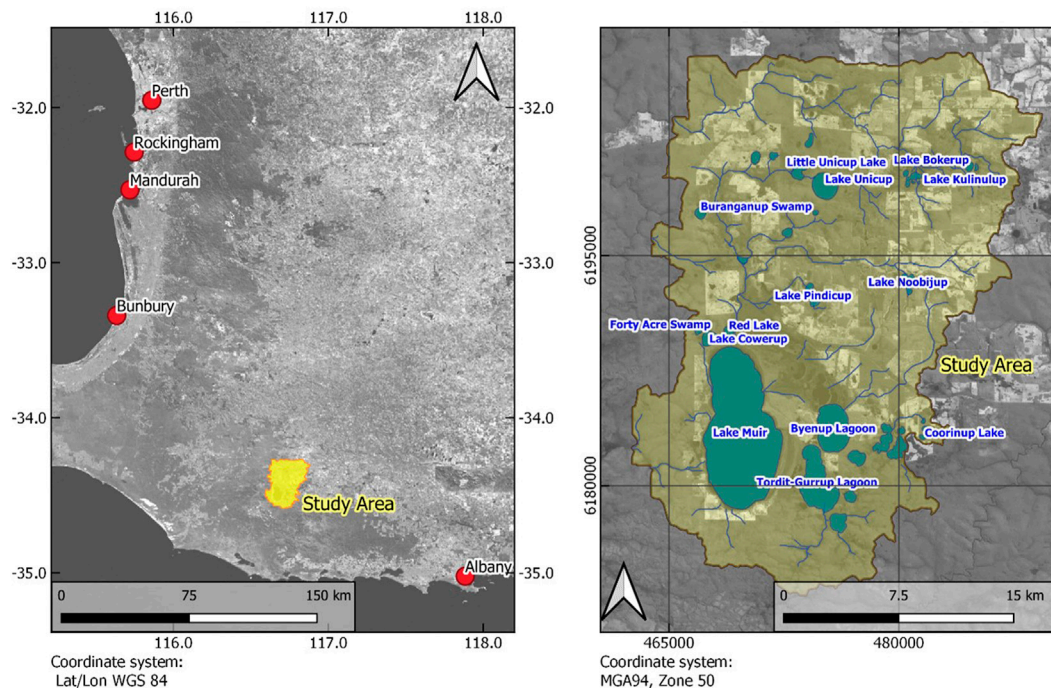 116.0 117.0 118.0
-32.0 -32.0
Perth
Rockingham
Mandurah
-33.0 -33.0
Bunbury
-34.0 -34.0
Study Area
-35.0 -35.0
Albany
0 75 150 km
116.0 117.0 118.0
Coordinate system:
Lat/Lon WGS 84
Little Unicup Lake
Lake Bokerup
Lake Unicup
Lake Kulinulup
Buranganup Swamp
6195000
Lake Noobijup
Lake Pindicup
Forty Acre Swamp
Red Lake
Lake Cowerup
Study Area
Lake Muir
Byenup Lagoon
Coorinup Lake
Tordit-Gurrup Lagoon
6180000
0 7.5 15 km
465000 480000
Coordinate system:
MGA94, Zone 50